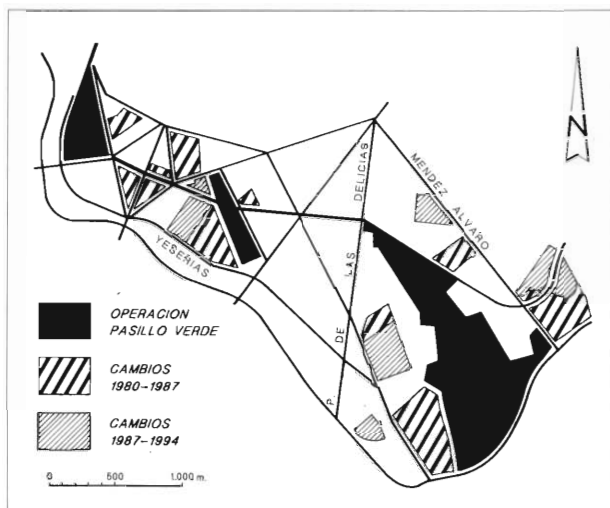 N
MENDEZ ALVARO
P. DE LAS DELICIAS
YESERIAS
OPERACION
PASILLO VERDE
CAMBIOS
1980-1987
CAMBIOS
1987-1994
0 500 1.000 m.